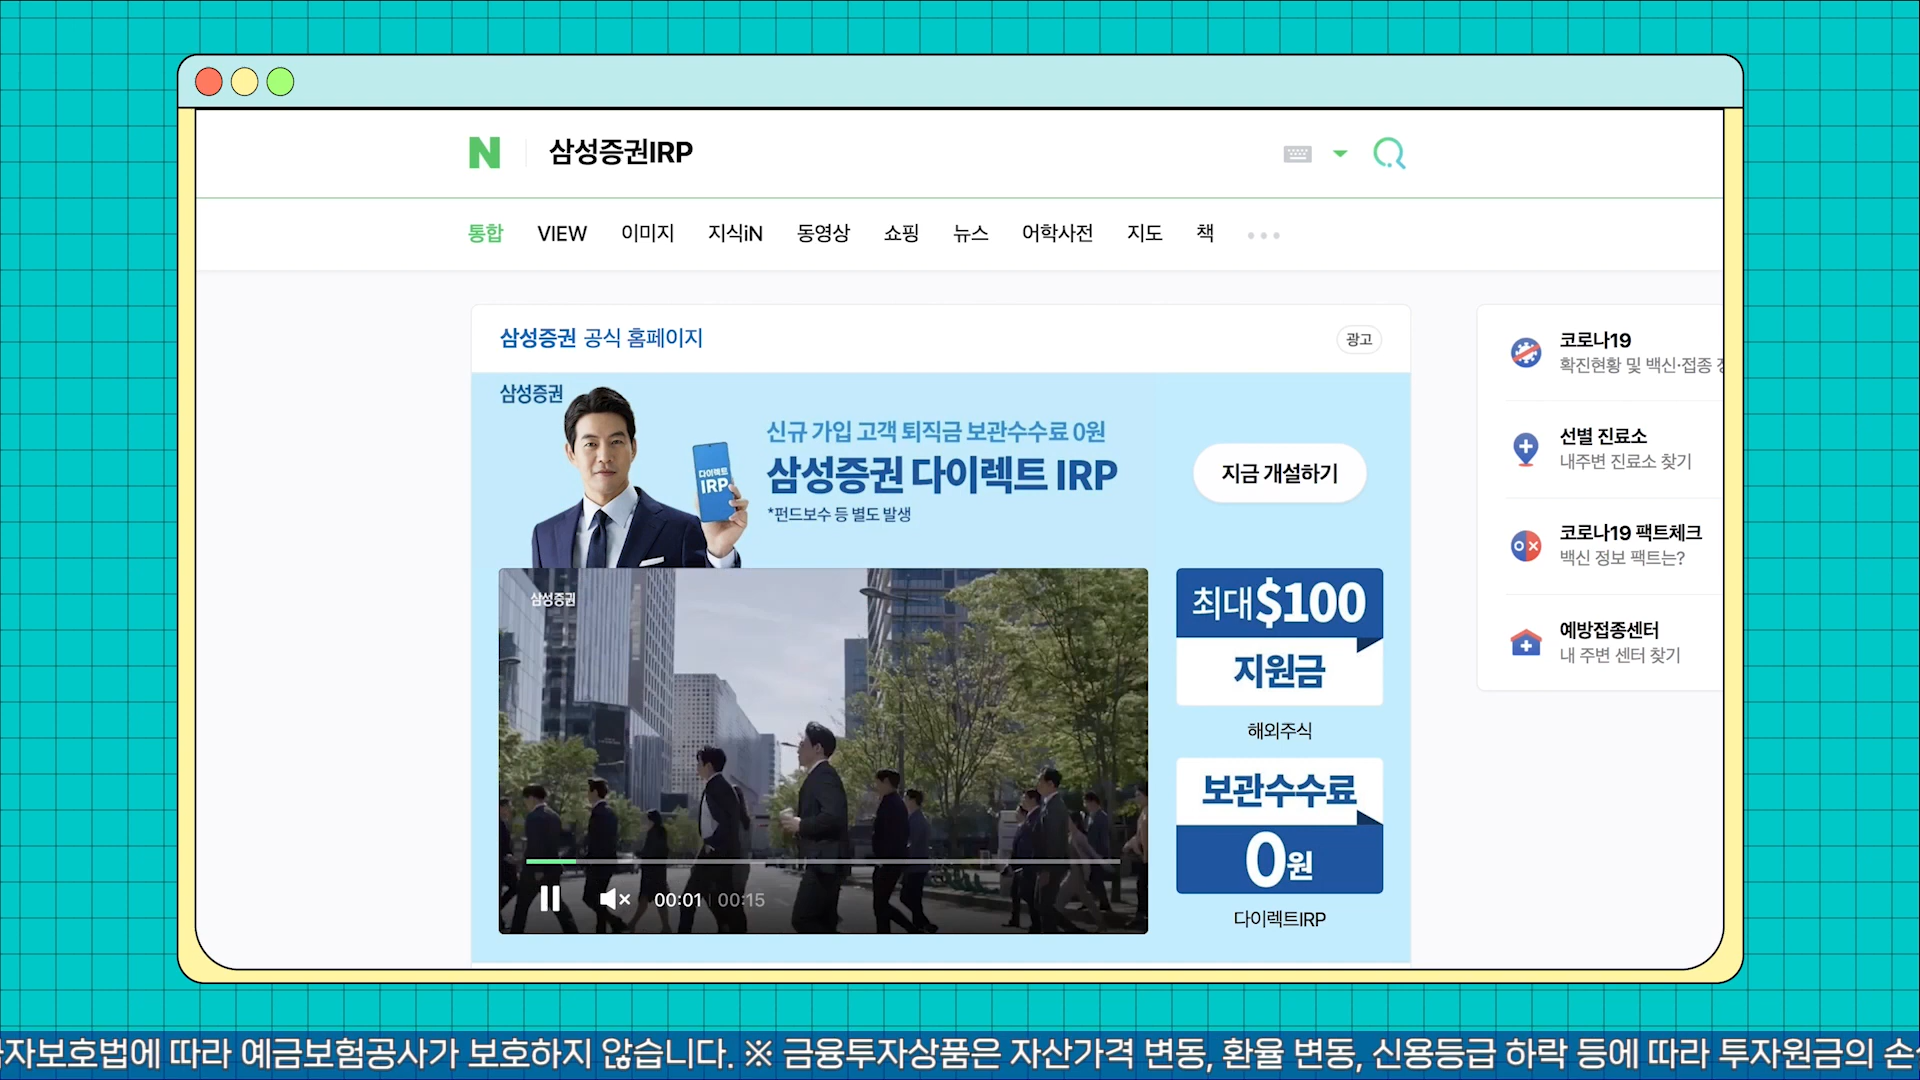 N 삼성증권IRP
통합 VIEW 이미지 지식iN 동영상 쇼핑 뉴스 어학사전 지도 책
삼성증권 공식 홈페이지
광고
삼성증권
다이렉트
IRP
신규 가입 고객 퇴직금 보관수수료 0원
삼성증권 다이렉트 IRP
*펀드보수 등 별도 발생
지금 개설하기
삼성증권
00:01 00:15
최대 $100
지원금
해외주식
보관수수료
0원
다이렉트IRP
코로나19
확진현황 및 백신·접종
선별 진료소
내주변 진료소 찾기
코로나19 팩트체크
백신 정보 팩트는?
예방접종센터
내 주변 센터 찾기
자보호법에 따라 예금보험공사가 보호하지 않습니다. ※ 금융투자상품은 자산가격 변동, 환율 변동, 신용등급 하락 등에 따라 투자원금의